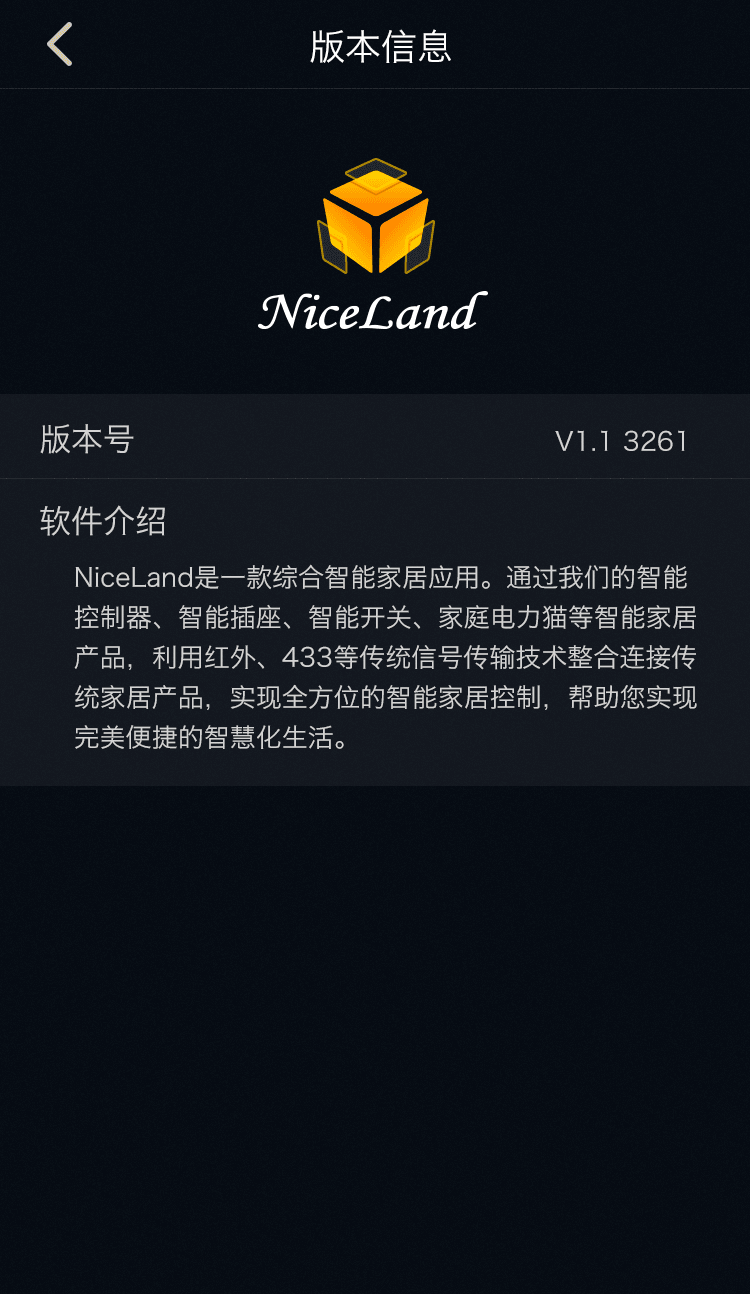 版本信息
NiceLand
版本号 V1.1 3261
软件介绍
NiceLand是一款综合智能家居应用。通过我们的智能
控制器、智能插座、智能开关、家庭电力猫等智能家居
产品，利用红外、433等传统信号传输技术整合连接传
统家居产品，实现全方位的智能家居控制，帮助您实现
完美便捷的智慧化生活。